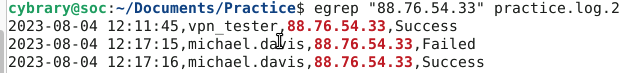 cybrary@soc:~/Documents/Practice$ egrep "88.76.54.33" practice.log.2
2023-08-04 12:11:45,vpn_tester,88.76.54.33,Success
2023-08-04 12:17:15,michael.davis,88.76.54.33,Failed
2023-08-04 12:17:16,michael.davis,88.76.54.33,Success